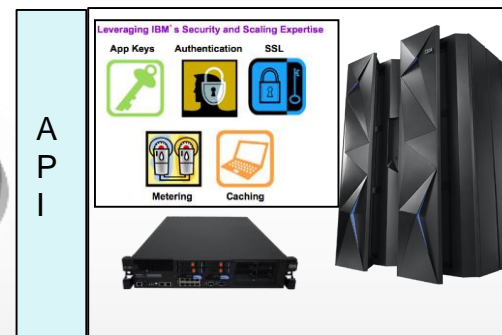 A
P
I
Leveraging IBM's Security and Scaling Expertise
App Keys Authentication SSL
Metering Caching